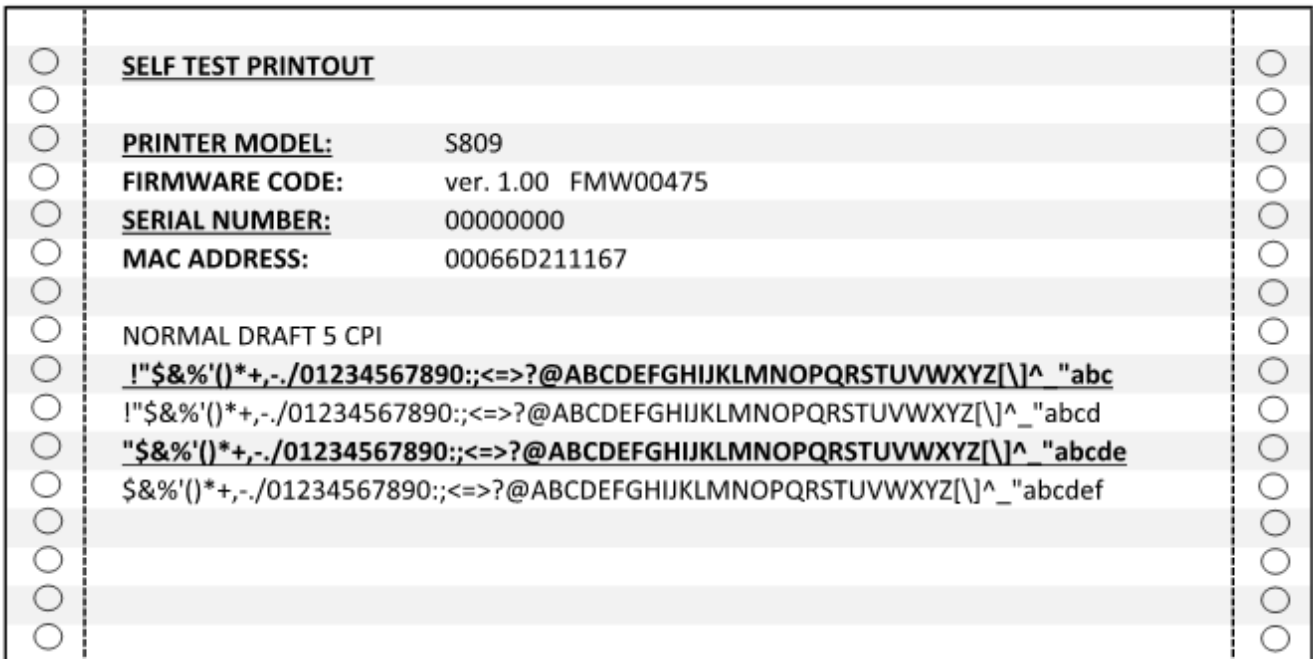 SELF TEST PRINTOUT
PRINTER MODEL: S809
FIRMWARE CODE: ver. 1.00 FMW00475
SERIAL NUMBER: 00000000
MAC ADDRESS: 00066D211167
NORMAL DRAFT 5 CPI
!"$&%'()*+,-./01234567890:;<=>?@ABCDEFGHIJKLMNOPQRSTUVWXYZ[\]^_"abc
!"$&%'()*+,-./01234567890:;<=>?@ABCDEFGHIJKLMNOPQRSTUVWXYZ[\]^_"abcd
"$&%'()*+,-./01234567890:;<=>?@ABCDEFGHIJKLMNOPQRSTUVWXYZ[\]^_"abcde
$&%'()*+,-./01234567890:;<=>?@ABCDEFGHIJKLMNOPQRSTUVWXYZ[\]^_"abcdef